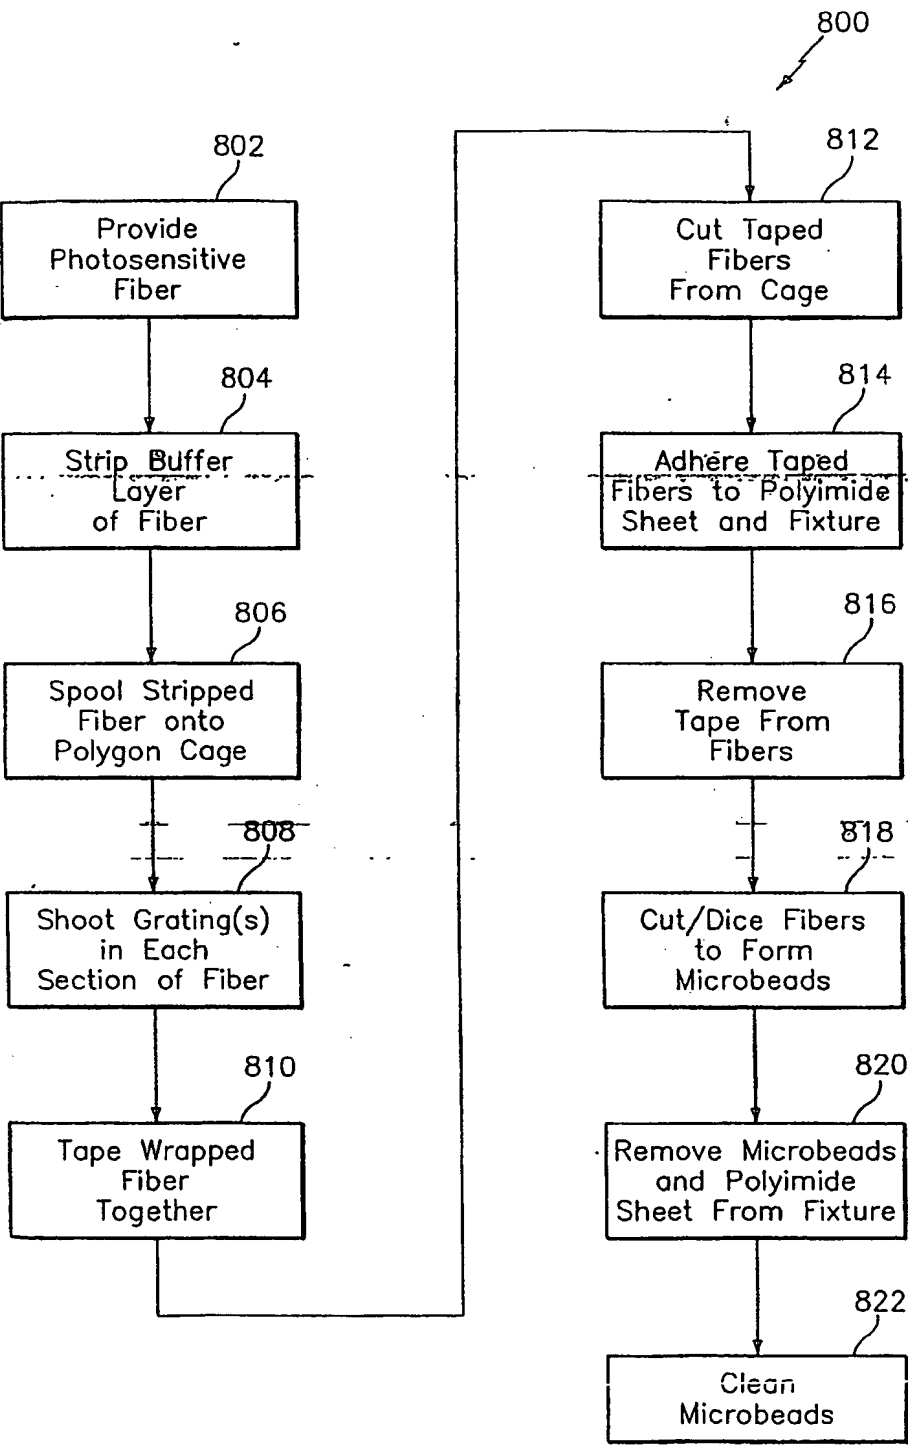 800
802
Provide
Photosensitive
Fiber
804
Strip Buffer
Layer
of Fiber
806
Spool Stripped
Fiber onto
Polygon Cage
808
Shoot Grating(s)
in Each
Section of Fiber
810
Tape Wrapped
Fiber
Together
812
Cut Taped
Fibers
From Cage
814
Adhere Taped
Fibers to Polyimide
Sheet and Fixture
816
Remove
Tape From
Fibers
818
Cut/Dice Fibers
to Form
Microbeads
820
Remove Microbeads
and Polyimide
Sheet From Fixture
822
Clean
Microbeads